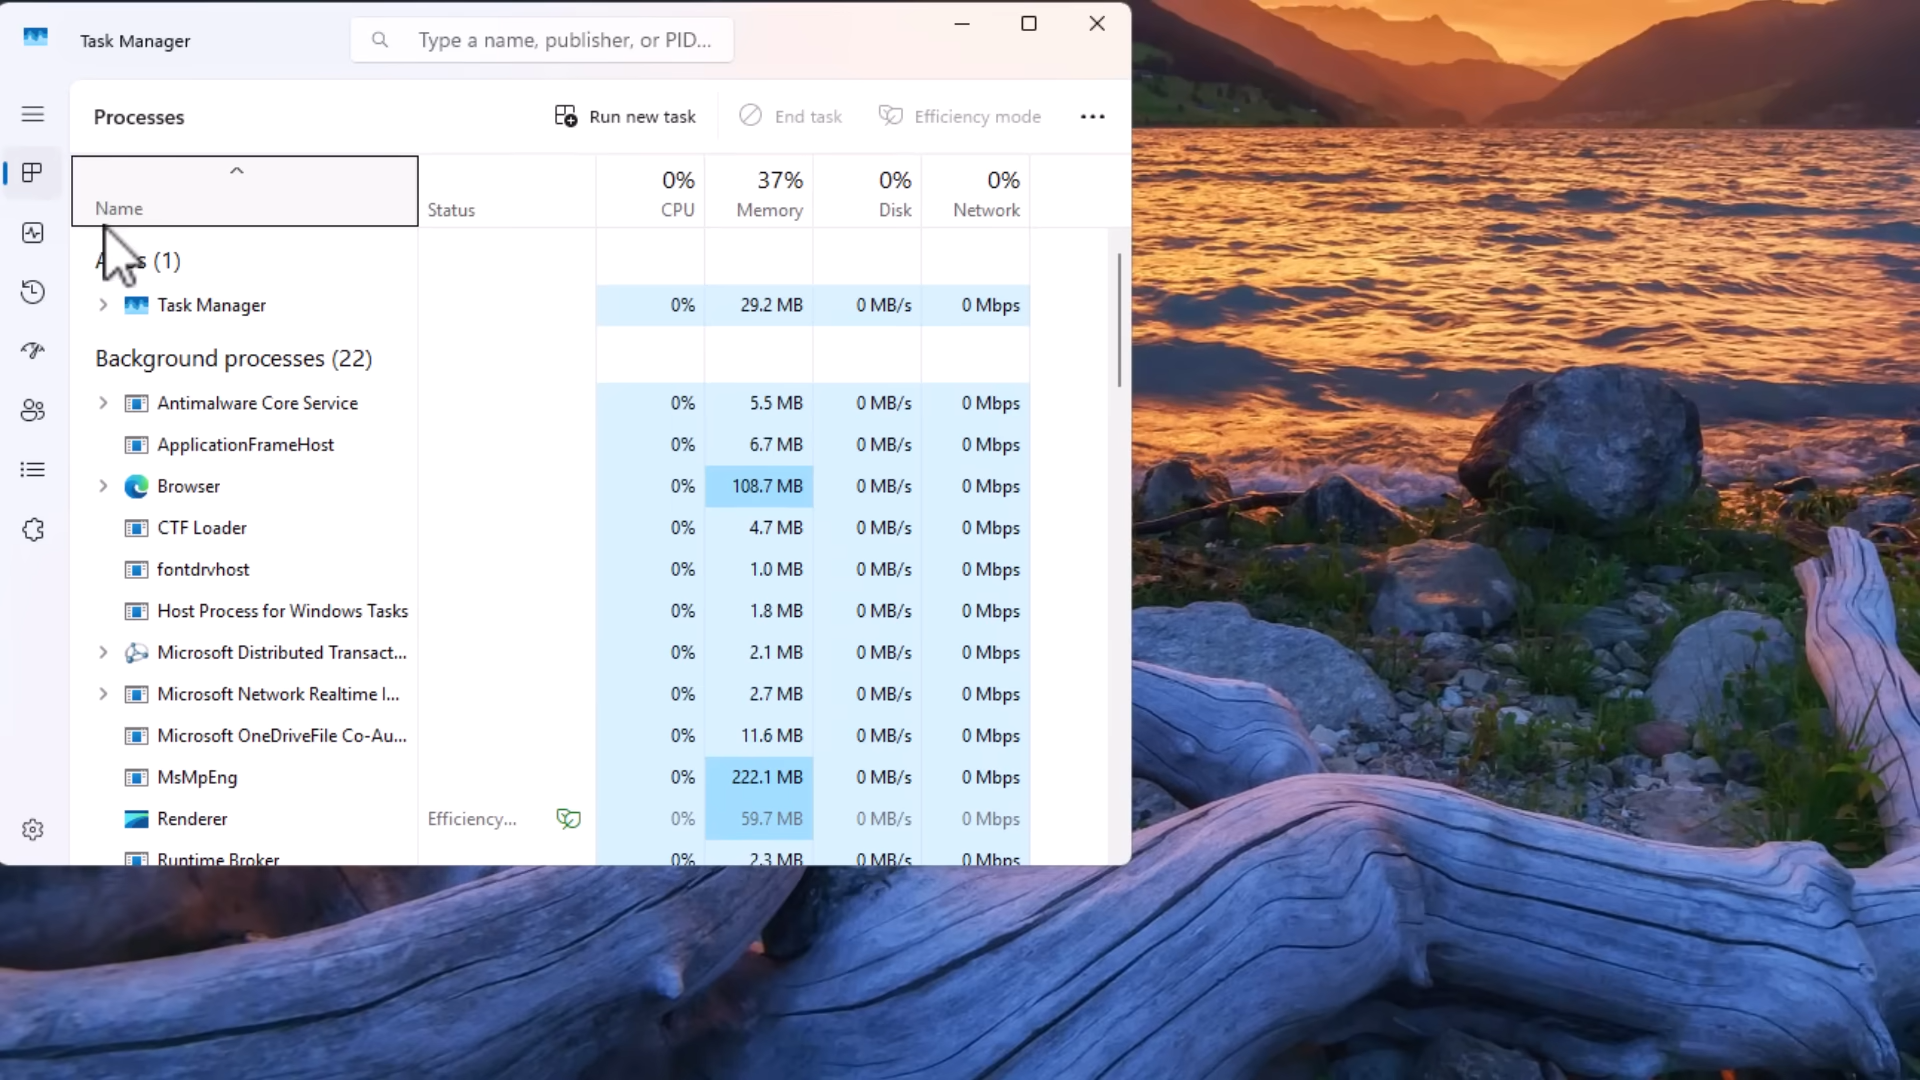 Task Manager
Type a name, publisher, or PID...
Processes
Run new task
End task
Efficiency mode
0% 37% 0% 0%
Name Status CPU Memory Disk Network
(1)
Task Manager 0% 29.2 MB 0 MB/s 0 Mbps
Background processes (22)
Antimalware Core Service 0% 5.5 MB 0 MB/s 0 Mbps
ApplicationFrameHost 0% 6.7 MB 0 MB/s 0 Mbps
Browser 0% 108.7 MB 0 MB/s 0 Mbps
CTF Loader 0% 4.7 MB 0 MB/s 0 Mbps
fontdrvhost 0% 1.0 MB 0 MB/s 0 Mbps
Host Process for Windows Tasks 0% 1.8 MB 0 MB/s 0 Mbps
Microsoft Distributed Transact... 0% 2.1 MB 0 MB/s 0 Mbps
Microsoft Network Realtime I... 0% 2.7 MB 0 MB/s 0 Mbps
Microsoft OneDriveFile Co-Au... 0% 11.6 MB 0 MB/s 0 Mbps
MsMpEng 0% 222.1 MB 0 MB/s 0 Mbps
Renderer Efficiency... 0% 59.7 MB 0 MB/s 0 Mbps
Runtime Broker 0% 2.3 MB 0 MB/s 0 Mbps